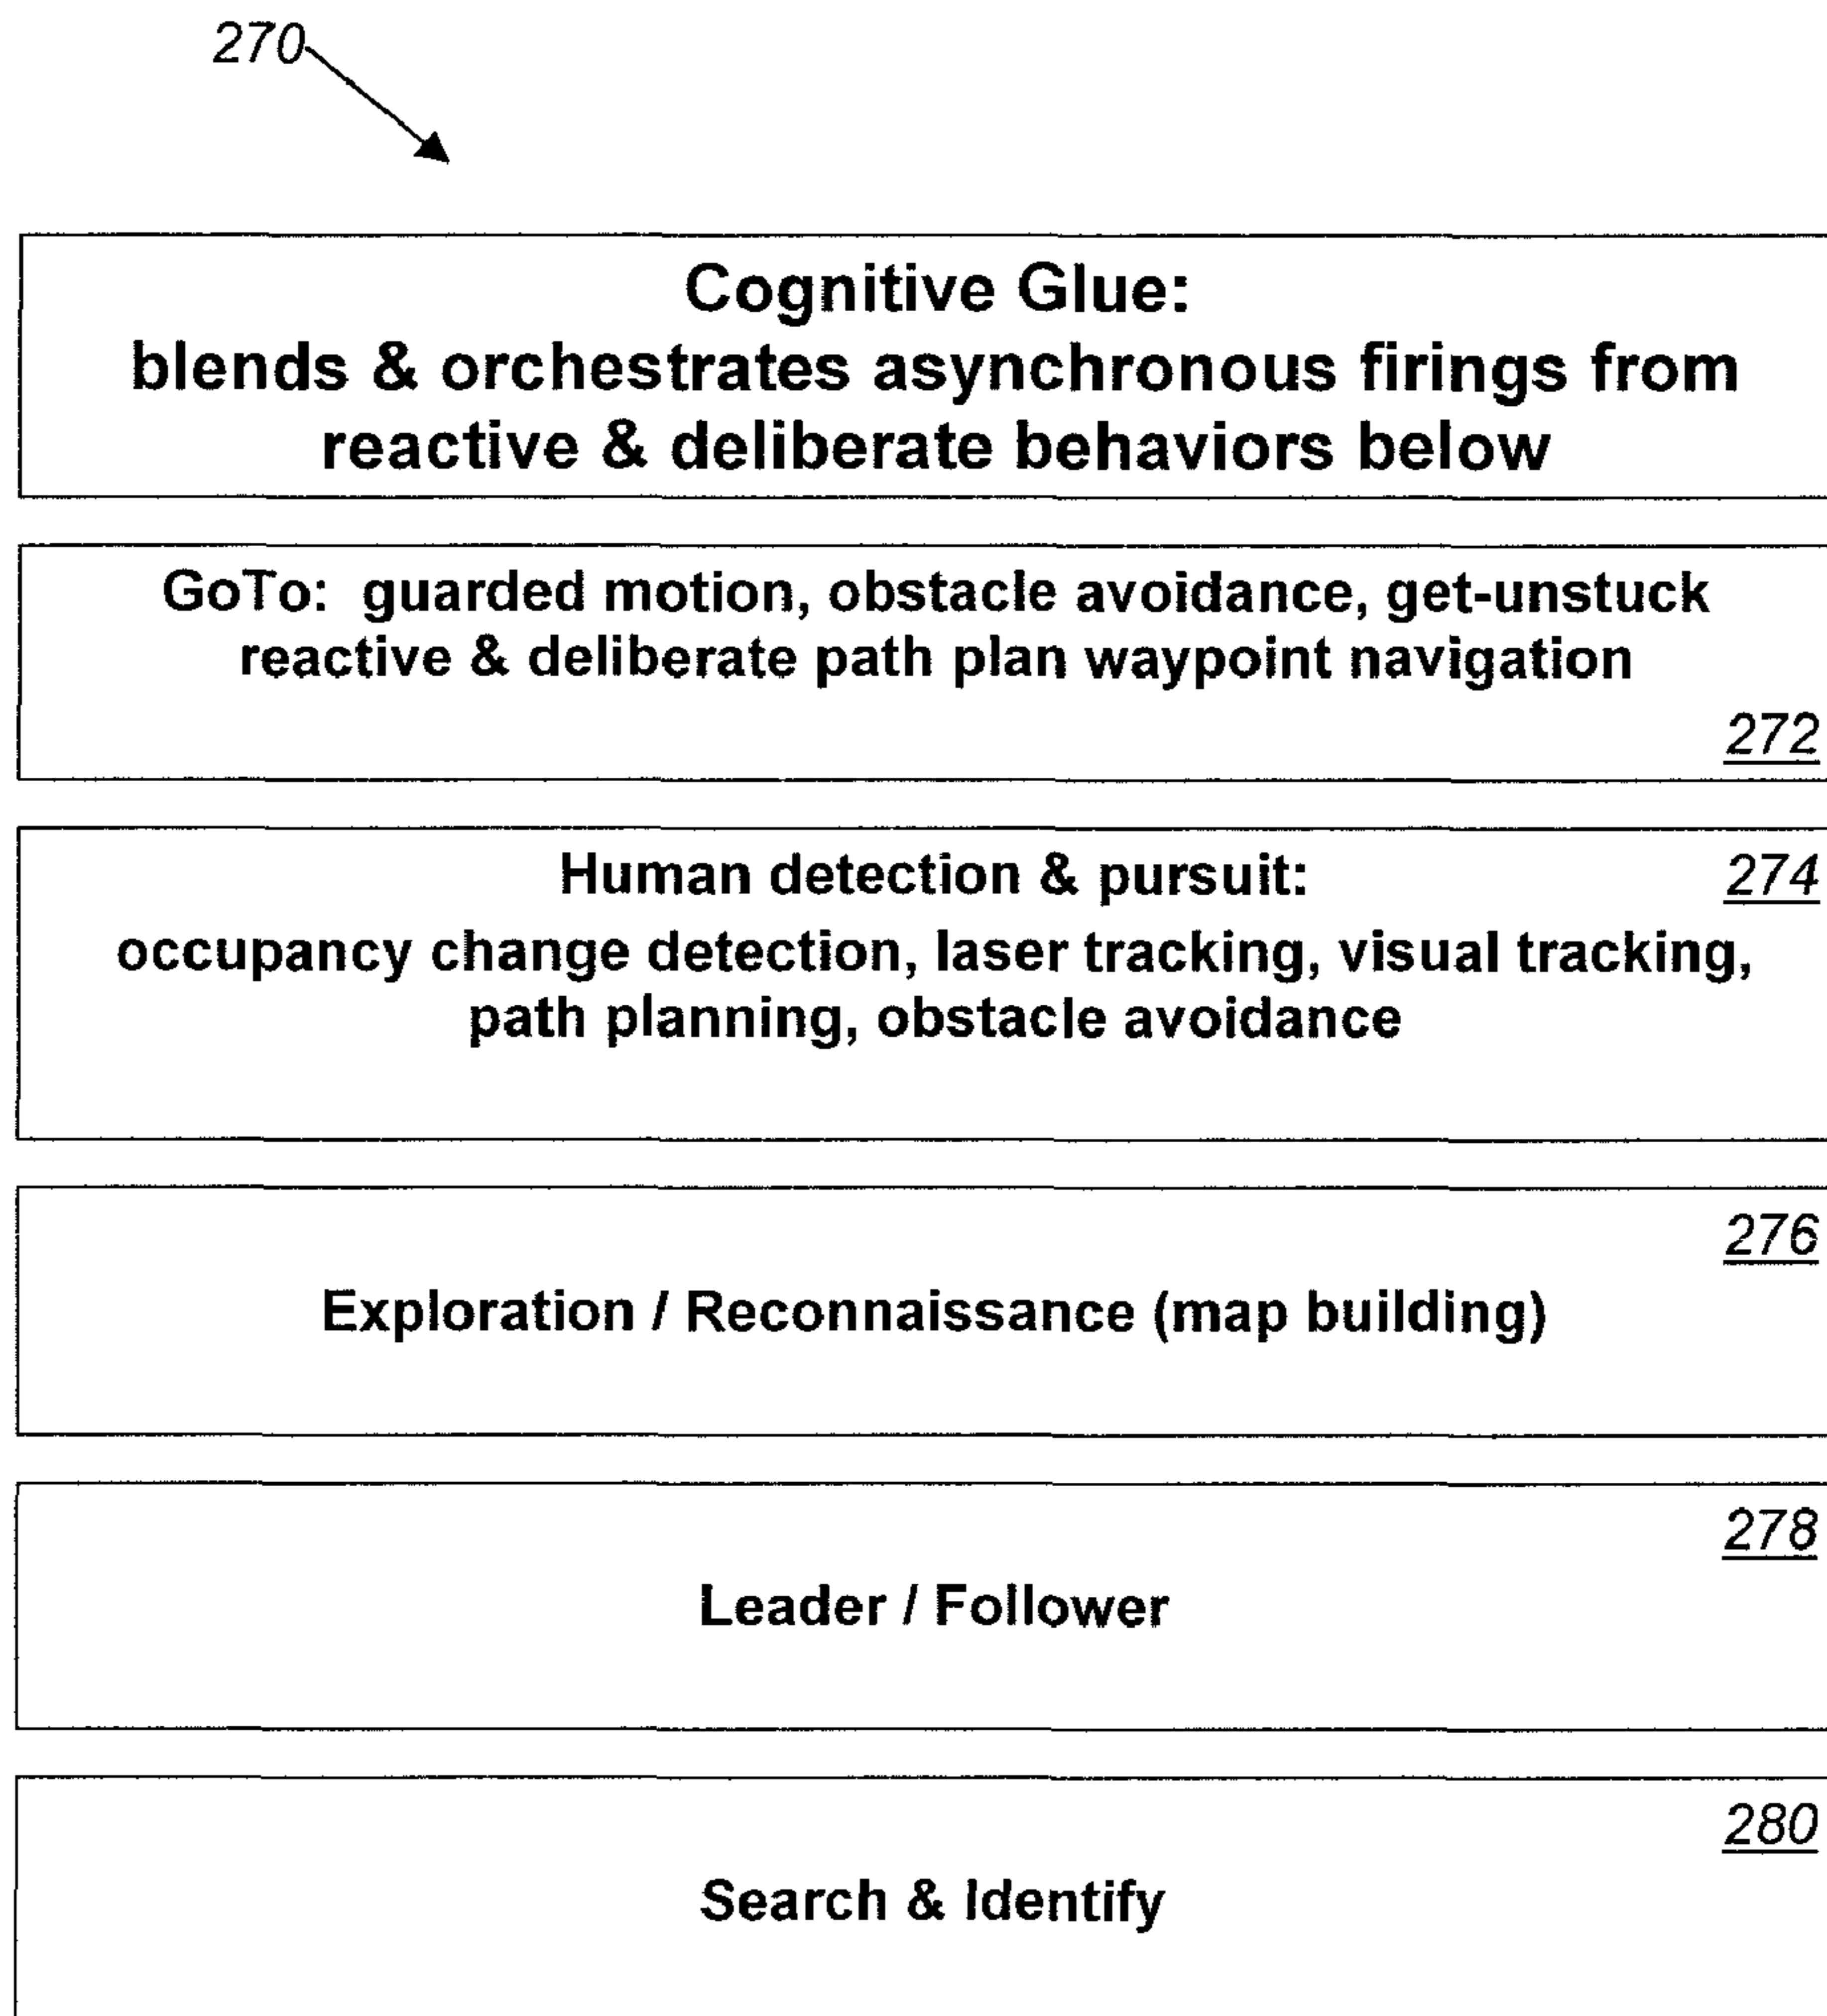 270
Cognitive Glue:
blends & orchestrates asynchronous firings from
reactive & deliberate behaviors below
GoTo: guarded motion, obstacle avoidance, get-unstuck
reactive & deliberate path plan waypoint navigation
272
Human detection & pursuit:
274
occupancy change detection, laser tracking, visual tracking,
path planning, obstacle avoidance
276
Exploration / Reconnaissance (map building)
278
Leader / Follower
280
Search & Identify